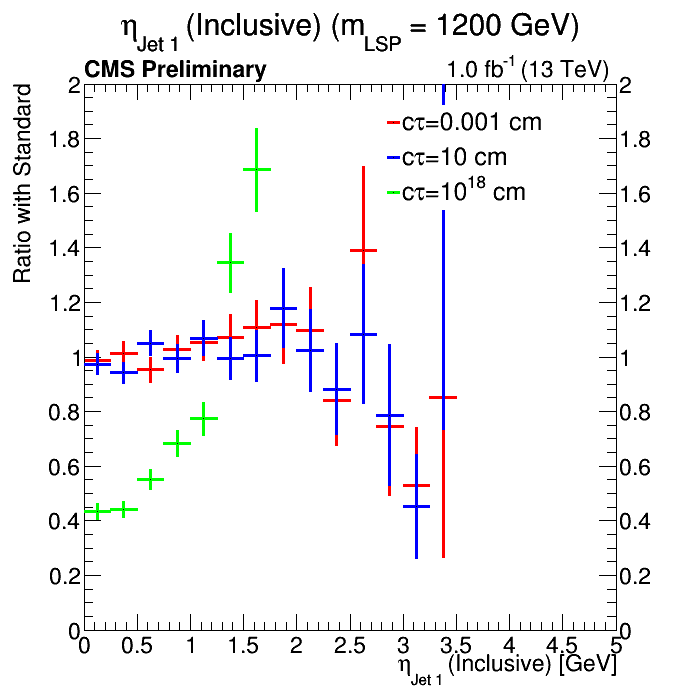 η_Jet 1 (Inclusive) (m_LSP = 1200 GeV)
CMS Preliminary 1.0 fb⁻¹ (13 TeV)
Ratio with Standard
cτ=0.001 cm
cτ=10 cm
cτ=10¹⁸ cm
2 2
1.8 1.8
1.6 1.6
1.4 1.4
1.2 1.2
1 1
0.8 0.8
0.6 0.6
0.4 0.4
0.2 0.2
0 0
0 0.5 1 1.5 2 2.5 3 3.5 4 4.5 5
η_Jet 1 (Inclusive) [GeV]